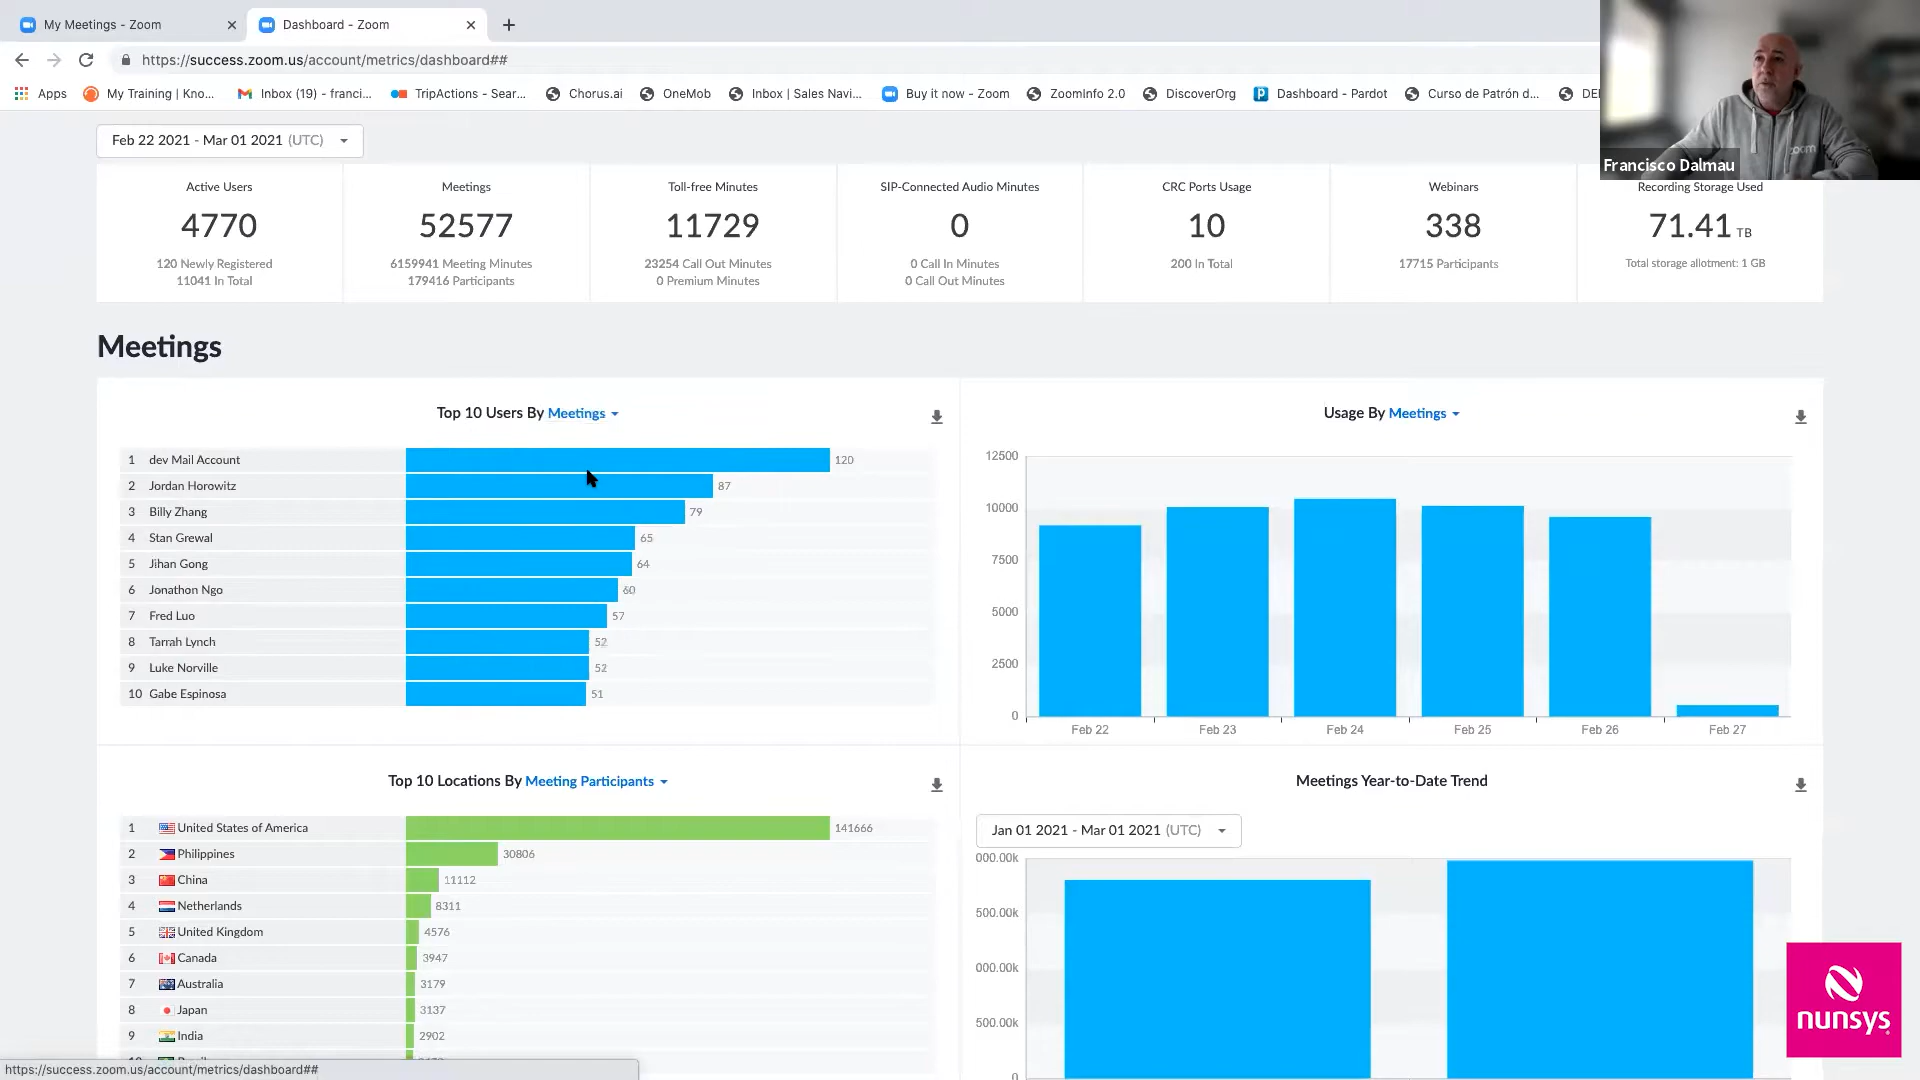 My Meetings - Zoom
Dashboard - Zoom
https://success.zoom.us/account/metrics/dashboard##
Apps
My Training | Kno...
Inbox (19) - franci...
TripActions - Sear...
Chorus.ai
OneMob
Inbox | Sales Navi...
Buy it now - Zoom
ZoomInfo 2.0
DiscoverOrg
Dashboard - Pardot
Curso de Patrón d...
Francisco Dalmau
zoom
Feb 22 2021 - Mar 01 2021 (UTC)
Active Users
4770
120 Newly Registered
11041 In Total
Meetings
52577
6159941 Meeting Minutes
179416 Participants
Toll-free Minutes
11729
23254 Call Out Minutes
0 Premium Minutes
SIP-Connected Audio Minutes
0
0 Call In Minutes
0 Call Out Minutes
CRC Ports Usage
10
200 In Total
Webinars
338
17715 Participants
Recording Storage Used
71.41 TB
Total storage allotment: 1 GB
Meetings
Top 10 Users By Meetings
1 dev Mail Account 120
2 Jordan Horowitz 87
3 Billy Zhang 79
4 Stan Grewal 65
5 Jihan Gong 64
6 Jonathon Ngo 60
7 Fred Luo 57
8 Tarrah Lynch 52
9 Luke Norville 52
10 Gabe Espinosa 51
Usage By Meetings
12500
10000
7500
5000
2500
0
Feb 22
Feb 23
Feb 24
Feb 25
Feb 26
Feb 27
Top 10 Locations By Meeting Participants
1 United States of America 141666
2 Philippines 30806
3 China 11112
4 Netherlands 8311
5 United Kingdom 4576
6 Canada 3947
7 Australia 3179
8 Japan 3137
9 India 2902
Meetings Year-to-Date Trend
Jan 01 2021 - Mar 01 2021 (UTC)
000.00k
500.00k
000.00k
500.00k
0
nunsys
https://success.zoom.us/account/metrics/dashboard##